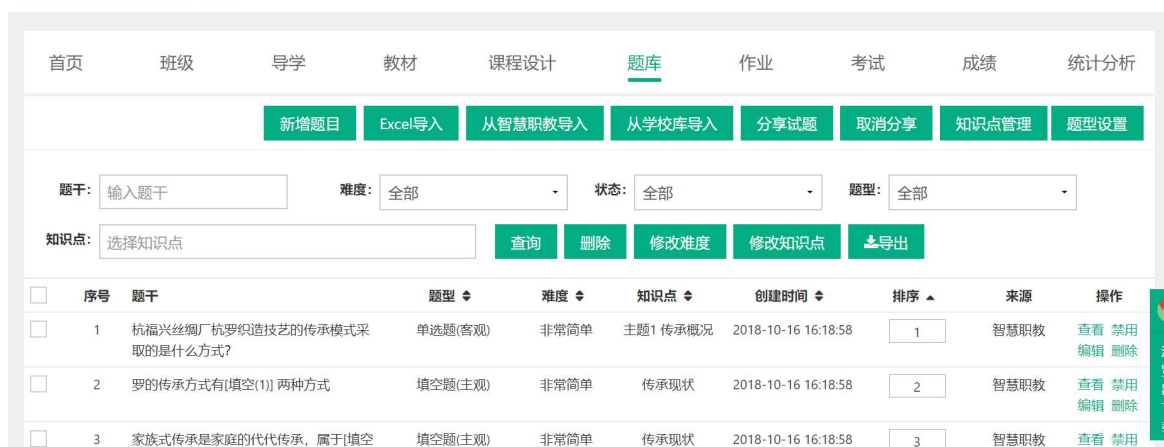 首页 班级 导学 教材 课程设计 题库 作业 考试 成绩 统计分析
新增题目 Excel导入 从智慧职教导入 从学校库导入 分享试题 取消分享 知识点管理 题型设置
题干: 输入题干 难度: 全部 状态: 全部 题型: 全部
知识点: 选择知识点 查询 删除 修改难度 修改知识点 导出
序号 题干 题型 难度 知识点 创建时间 排序 来源 操作
1 杭福兴丝绸厂杭罗织造技艺的传承模式采 单选题(客观) 非常简单 主题1 传承概况 2018-10-16 16:18:58 1 智慧职教 查看 禁用
取的是什么方式? 编辑 删除
2 罗的传承方式有[填空(1)] 两种方式 填空题(主观) 非常简单 传承现状 2018-10-16 16:18:58 2 智慧职教 查看 禁用
编辑 删除
3 家族式传承是家庭的代代传承，属于[填空 填空题(主观) 非常简单 传承现状 2018-10-16 16:18:58 3 智慧职教 查看 禁用